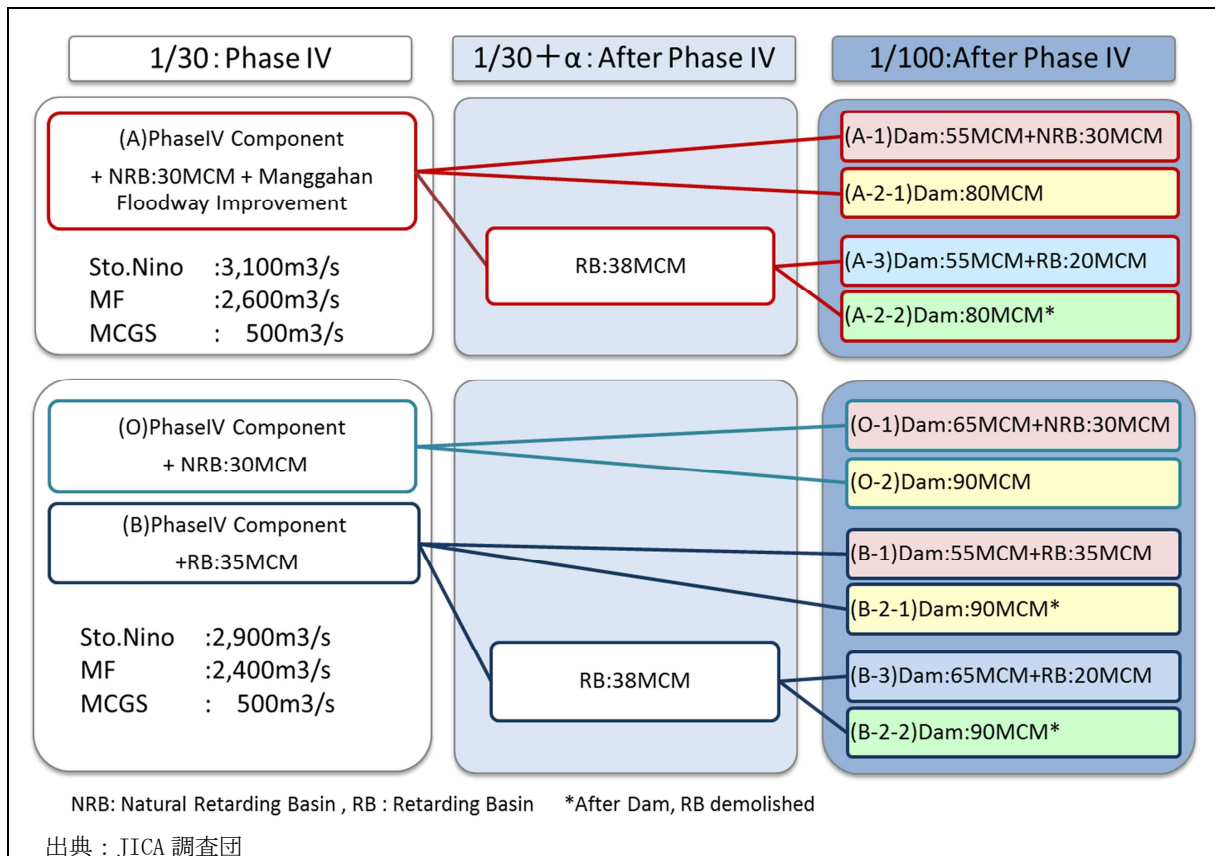 1/30:Phase IV
1/30＋α:After Phase IV
1/100:After Phase IV
(A)PhaseIV Component
+ NRB:30MCM + Manggahan
Floodway Improvement
Sto.Nino :3,100m3/s
MF :2,600m3/s
MCGS : 500m3/s
RB:38MCM
(A-1)Dam:55MCM+NRB:30MCM
(A-2-1)Dam:80MCM
(A-3)Dam:55MCM+RB:20MCM
(A-2-2)Dam:80MCM*
(O)PhaseIV Component
+ NRB:30MCM
(B)PhaseIV Component
+RB:35MCM
Sto.Nino :2,900m3/s
MF :2,400m3/s
MCGS : 500m3/s
RB:38MCM
(O-1)Dam:65MCM+NRB:30MCM
(O-2)Dam:90MCM
(B-1)Dam:55MCM+RB:35MCM
(B-2-1)Dam:90MCM*
(B-3)Dam:65MCM+RB:20MCM
(B-2-2)Dam:90MCM*
NRB: Natural Retarding Basin , RB : Retarding Basin *After Dam, RB demolished
出典：JICA 調査団